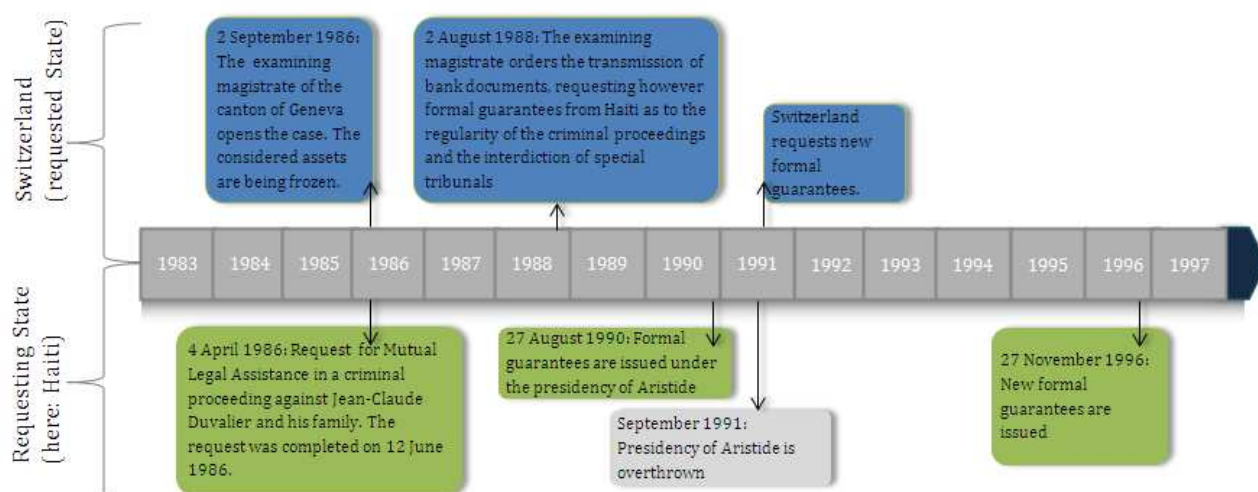 Switzerland
(requested State)
2 September 1986:
The examining
magistrate of the
canton of Geneva
opens the case. The
considered assets
are being frozen.
2 August 1988: The examining
magistrate orders the transmission of
bank documents, requesting however
formal guarantees from Haiti as to the
regularity of the criminal proceedings
and the interdiction of special
tribunals
Switzerland
requests new
formal
guarantees.
1983 1984 1985 1986 1987 1988 1989 1990 1991 1992 1993 1994 1995 1996 1997
Requesting State
(here: Haiti)
4 April 1986: Request for Mutual
Legal Assistance in a criminal
proceeding against Jean-Claude
Duvalier and his family. The
request was completed on 12 June
1986.
27 August 1990: Formal
guarantees are issued under
the presidency of Aristide
September 1991:
Presidency of Aristide is
overthrown
27 November 1996:
New formal
guarantees are
issued